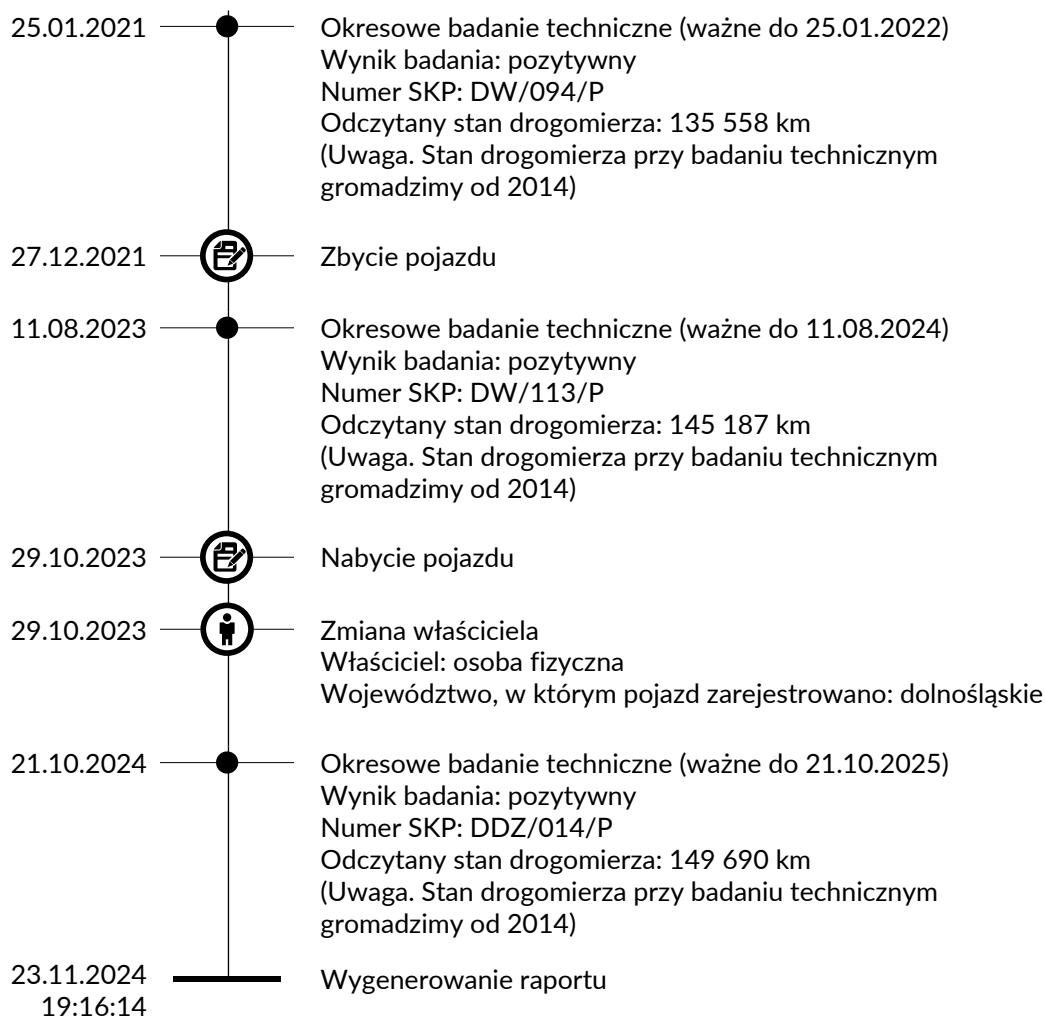 25.01.2021
Okresowe badanie techniczne (ważne do 25.01.2022)
Wynik badania: pozytywny
Numer SKP: DW/094/P
Odczytany stan drogomierza: 135 558 km
(Uwaga. Stan drogomierza przy badaniu technicznym
gromadzimy od 2014)
27.12.2021
Zbycie pojazdu
11.08.2023
Okresowe badanie techniczne (ważne do 11.08.2024)
Wynik badania: pozytywny
Numer SKP: DW/113/P
Odczytany stan drogomierza: 145 187 km
(Uwaga. Stan drogomierza przy badaniu technicznym
gromadzimy od 2014)
29.10.2023
Nabycie pojazdu
29.10.2023
Zmiana właściciela
Właściciel: osoba fizyczna
Województwo, w którym pojazd zarejestrowano: dolnośląskie
21.10.2024
Okresowe badanie techniczne (ważne do 21.10.2025)
Wynik badania: pozytywny
Numer SKP: DDZ/014/P
Odczytany stan drogomierza: 149 690 km
(Uwaga. Stan drogomierza przy badaniu technicznym
gromadzimy od 2014)
23.11.2024
19:16:14
Wygenerowanie raportu